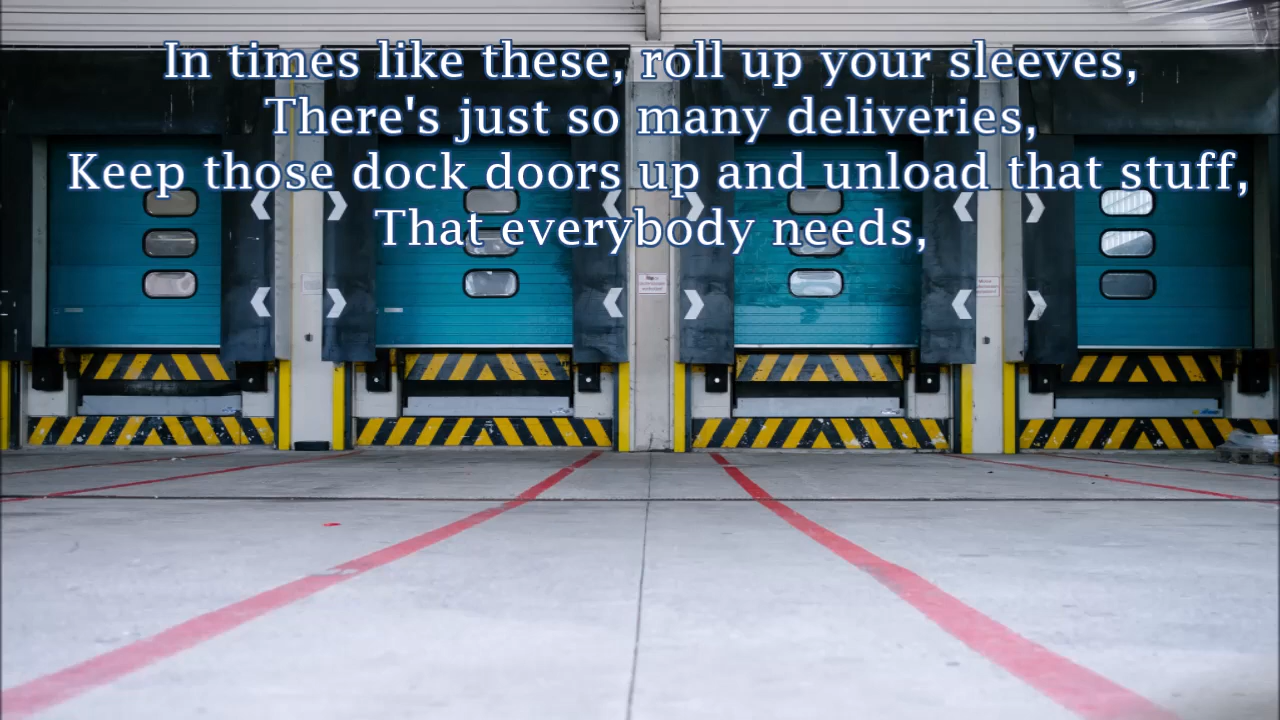 In times like these, roll up your sleeves,
There's just so many deliveries,
Keep those dock doors up and unload that stuff,
That everybody needs,